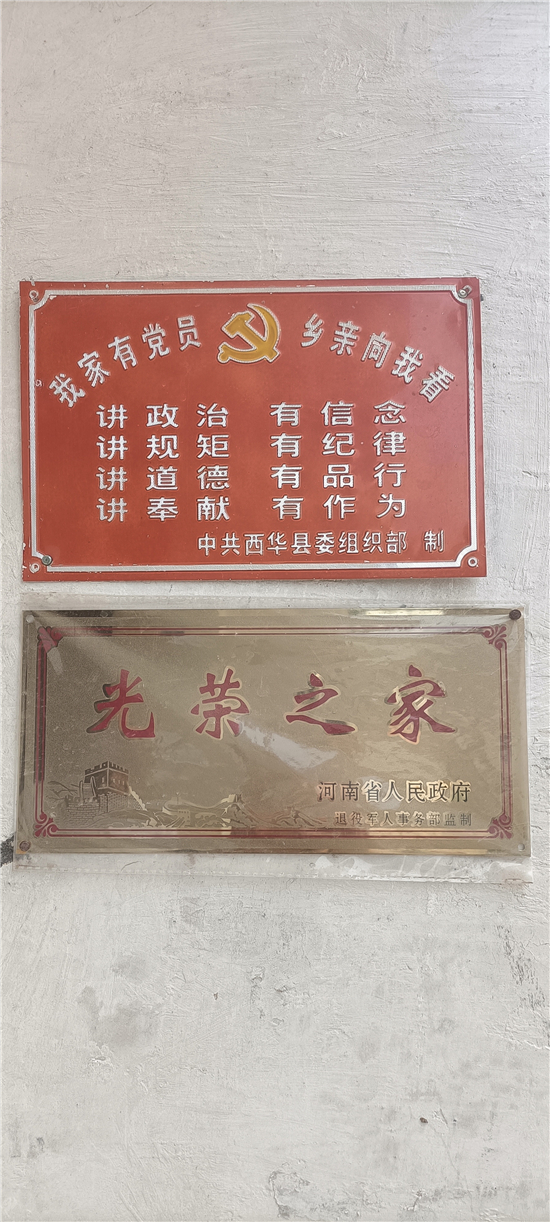 我家有党员 乡亲向我看
讲政治 有信念
讲规矩 有纪律
讲道德 有品行
讲奉献 有作为
中共西华县委组织部 制
光荣之家
河南省人民政府
退役军人事务部监制